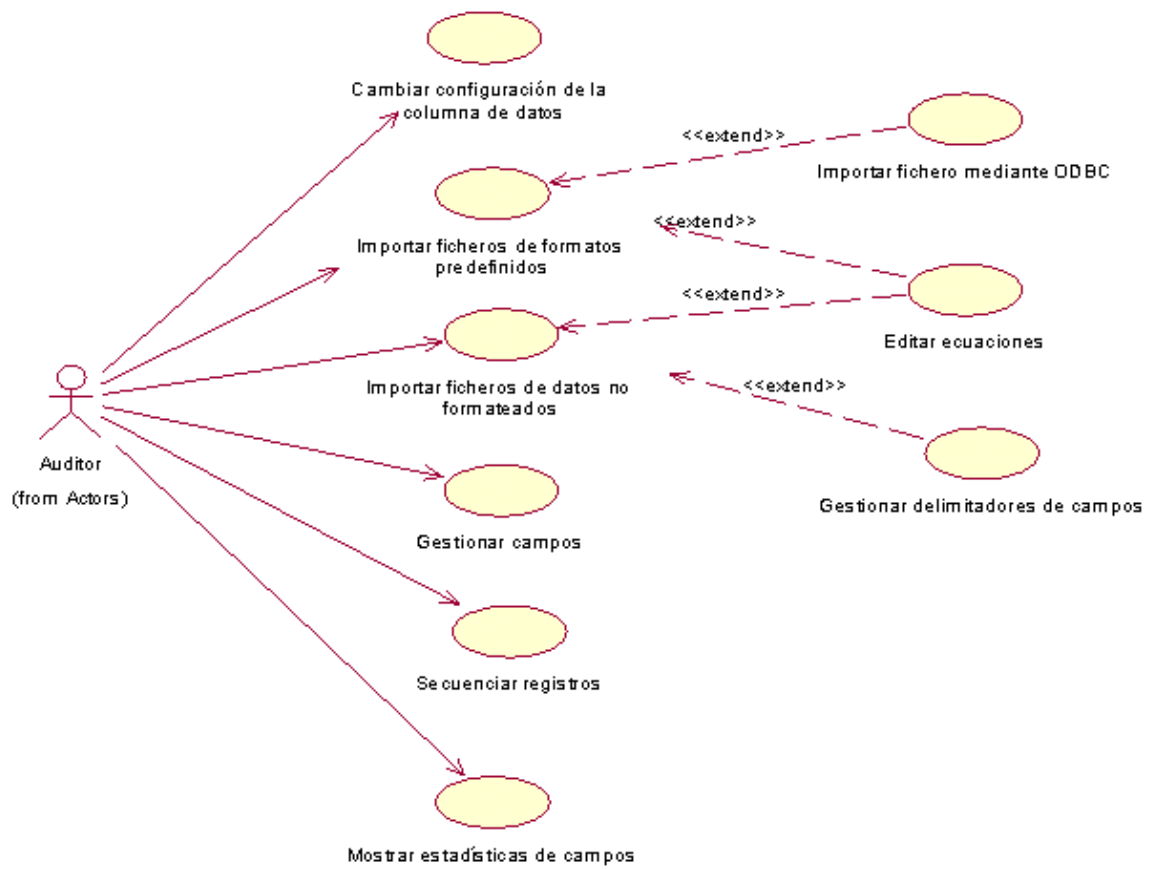 Cambiar configuración de la
columna de datos
<<extend>>
Importar fichero mediante ODBC
Importar ficheros de formatos
predefinidos
<<extend>>
<<extend>>
Editar ecuaciones
Importar ficheros de datos no
formateados
<<extend>>
Auditor
(from Actors)
Gestionar delimitadores de campos
Gestionar campos
Secuenciar registros
Mostrar estadísticas de campos